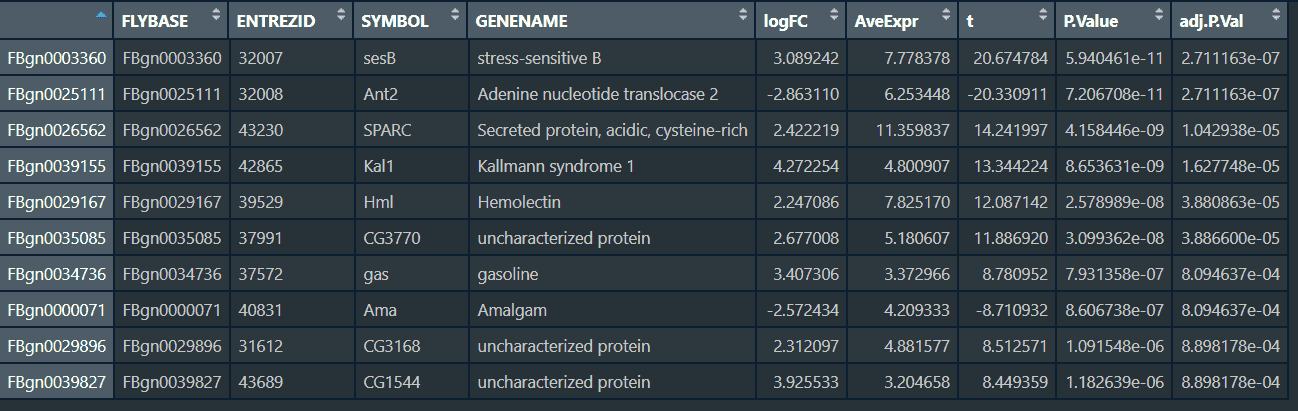 FLYBASE ENTREZID SYMBOL GENENAME logFC AveExpr t P.Value adj.P.Val
FBgn0003360 FBgn0003360 32007 sesB stress-sensitive B 3.089242 7.778378 20.674784 5.940461e-11 2.711163e-07
FBgn0025111 FBgn0025111 32008 Ant2 Adenine nucleotide translocase 2 -2.863110 6.253448 -20.330911 7.206708e-11 2.711163e-07
FBgn0026562 FBgn0026562 43230 SPARC Secreted protein, acidic, cysteine-rich 2.422219 11.359837 14.241997 4.158446e-09 1.042938e-05
FBgn0039155 FBgn0039155 42865 Kal1 Kallmann syndrome 1 4.272254 4.800907 13.344224 8.653631e-09 1.627748e-05
FBgn0029167 FBgn0029167 39529 Hml Hemolectin 2.247086 7.825170 12.087142 2.578989e-08 3.880863e-05
FBgn0035085 FBgn0035085 37991 CG3770 uncharacterized protein 2.677008 5.180607 11.886920 3.099362e-08 3.886600e-05
FBgn0034736 FBgn0034736 37572 gas gasoline 3.407306 3.372966 8.780952 7.931358e-07 8.094637e-04
FBgn0000071 FBgn0000071 40831 Ama Amalgam -2.572434 4.209333 -8.710932 8.606738e-07 8.094637e-04
FBgn0029896 FBgn0029896 31612 CG3168 uncharacterized protein 2.312097 4.881577 8.512571 1.091548e-06 8.898178e-04
FBgn0039827 FBgn0039827 43689 CG1544 uncharacterized protein 3.925533 3.204658 8.449359 1.182639e-06 8.898178e-04